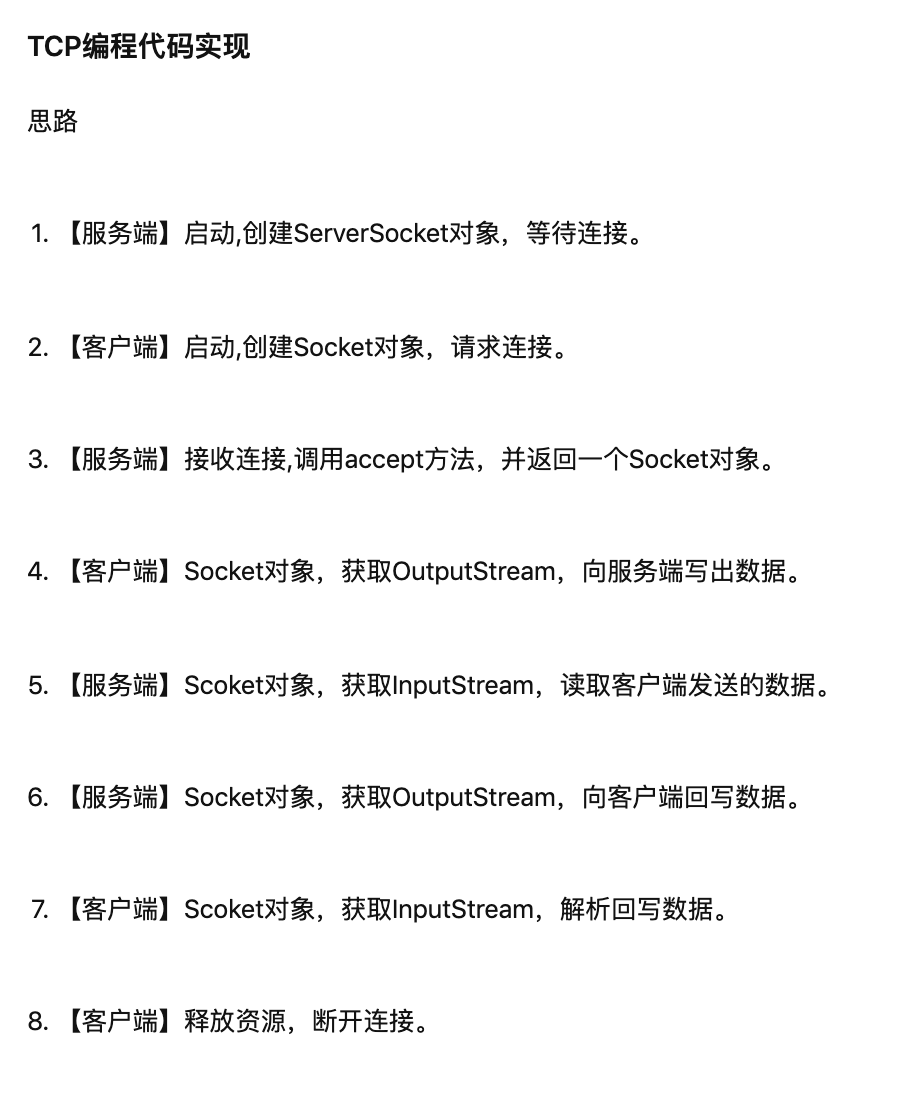 TCP编程代码实现
思路
1. 【服务端】启动,创建ServerSocket对象，等待连接。
2. 【客户端】启动,创建Socket对象，请求连接。
3. 【服务端】接收连接,调用accept方法，并返回一个Socket对象。
4. 【客户端】Socket对象，获取OutputStream，向服务端写出数据。
5. 【服务端】Scoket对象，获取InputStream，读取客户端发送的数据。
6. 【服务端】Socket对象，获取OutputStream，向客户端回写数据。
7. 【客户端】Scoket对象，获取InputStream，解析回写数据。
8. 【客户端】释放资源，断开连接。